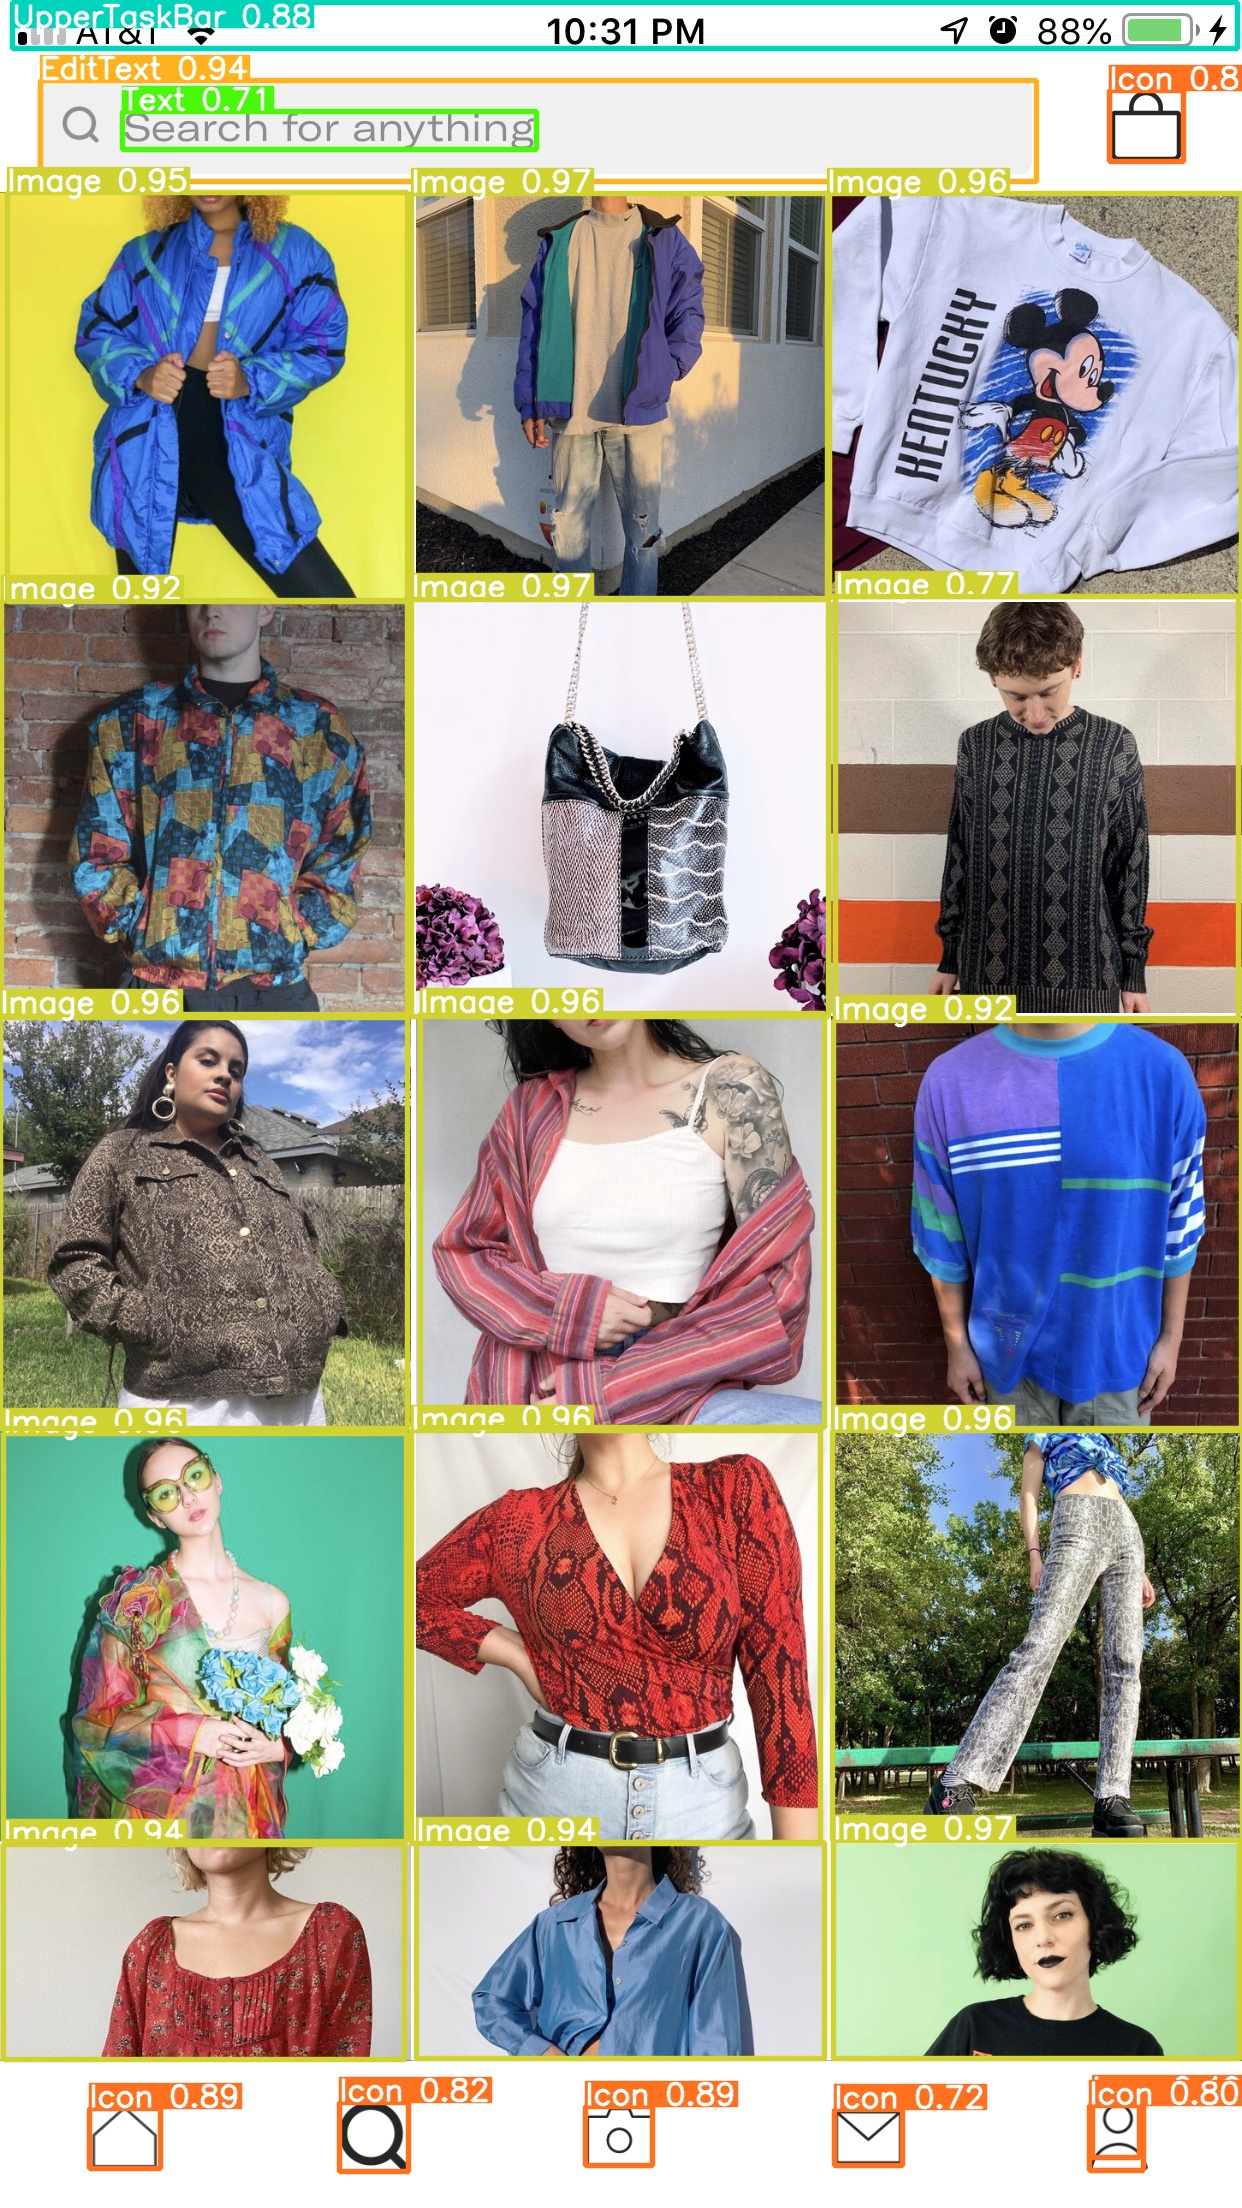 UpperTaskBar 0.88
AT&T 10:31 PM 88%
EditText 0.94
Icon 0.8
Text 0.71
Search for anything
Image 0.95 Image 0.97 Image 0.96
KENTUCKY
Image 0.92 Image 0.97 Image 0.77
Image 0.96 Image 0.96 Image 0.92
Image 0.96 Image 0.96 Image 0.96
Image 0.94 Image 0.94 Image 0.97
Icon 0.89 Icon 0.82 Icon 0.89 Icon 0.72 Icon 0.80